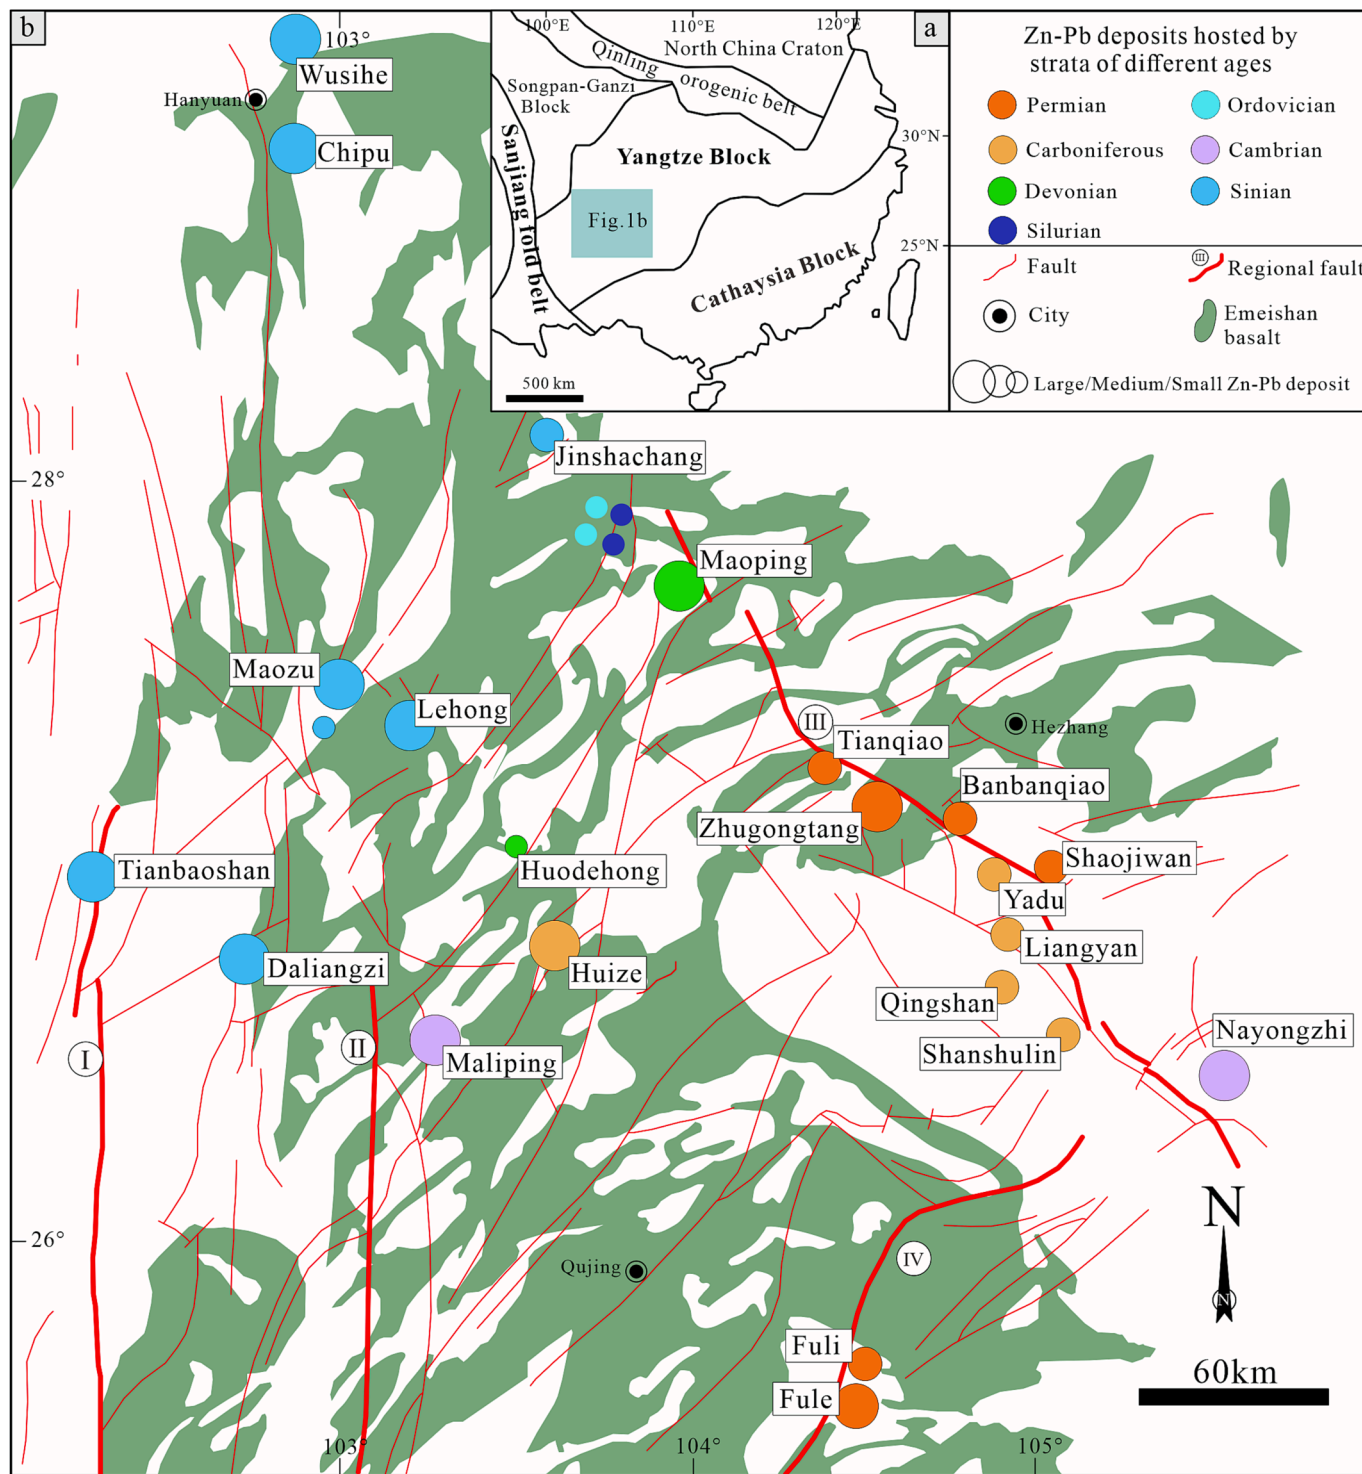 b
103°
Wusihe
Hanyuan
Chipu
100°E
110°E
120°E
a
North China Craton
Qinling orogenic belt
Songpan-Ganzi
Block
Sanjiang fold belt
Yangtze Block
Fig.1b
Cathaysia Block
500 km
30°N
25°N
Zn-Pb deposits hosted by
strata of different ages
Permian
Ordovician
Carboniferous
Cambrian
Devonian
Sinian
Silurian
Fault
III
Regional fault
City
Emeishan
basalt
Large/Medium/Small Zn-Pb deposit
28°
Jinshachang
Maoping
Maozu
Lehong
III
Tianqiao
Hezhang
Banbanqiao
Zhugongtang
Tianbaoshan
Huodehong
Shaojiwan
Yadu
Liangyan
Daliangzi
Huize
Qingshan
Nayongzhi
Shanshulin
I
II
Maliping
26°
Qujing
IV
N
N
Fuli
Fule
60km
103°
104°
105°